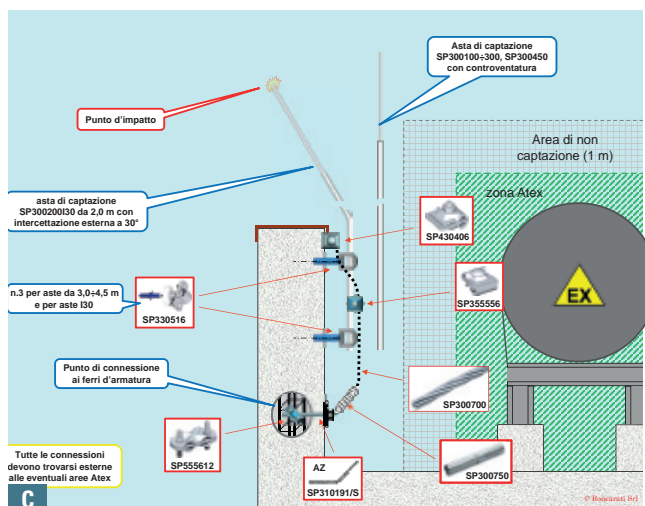 Asta di captazione
SP300100÷300, SP300450
con controventatura
Punto d'impatto
Area di non
captazione (1 m)
zona Atex
asta di captazione
SP300200I30 da 2,0 m con
intercettazione esterna a 30°
SP430406
n.3 per aste da 3,0÷4,5 m
e per aste I30
SP330516
SP355556
EX
Punto di connessione
ai ferri d'armatura
SP300700
SP555612
Tutte le connessioni
devono trovarsi esterne
alle eventuali aree Atex
AZ
SP310191/S
SP300750
C
© Roncarati Srl